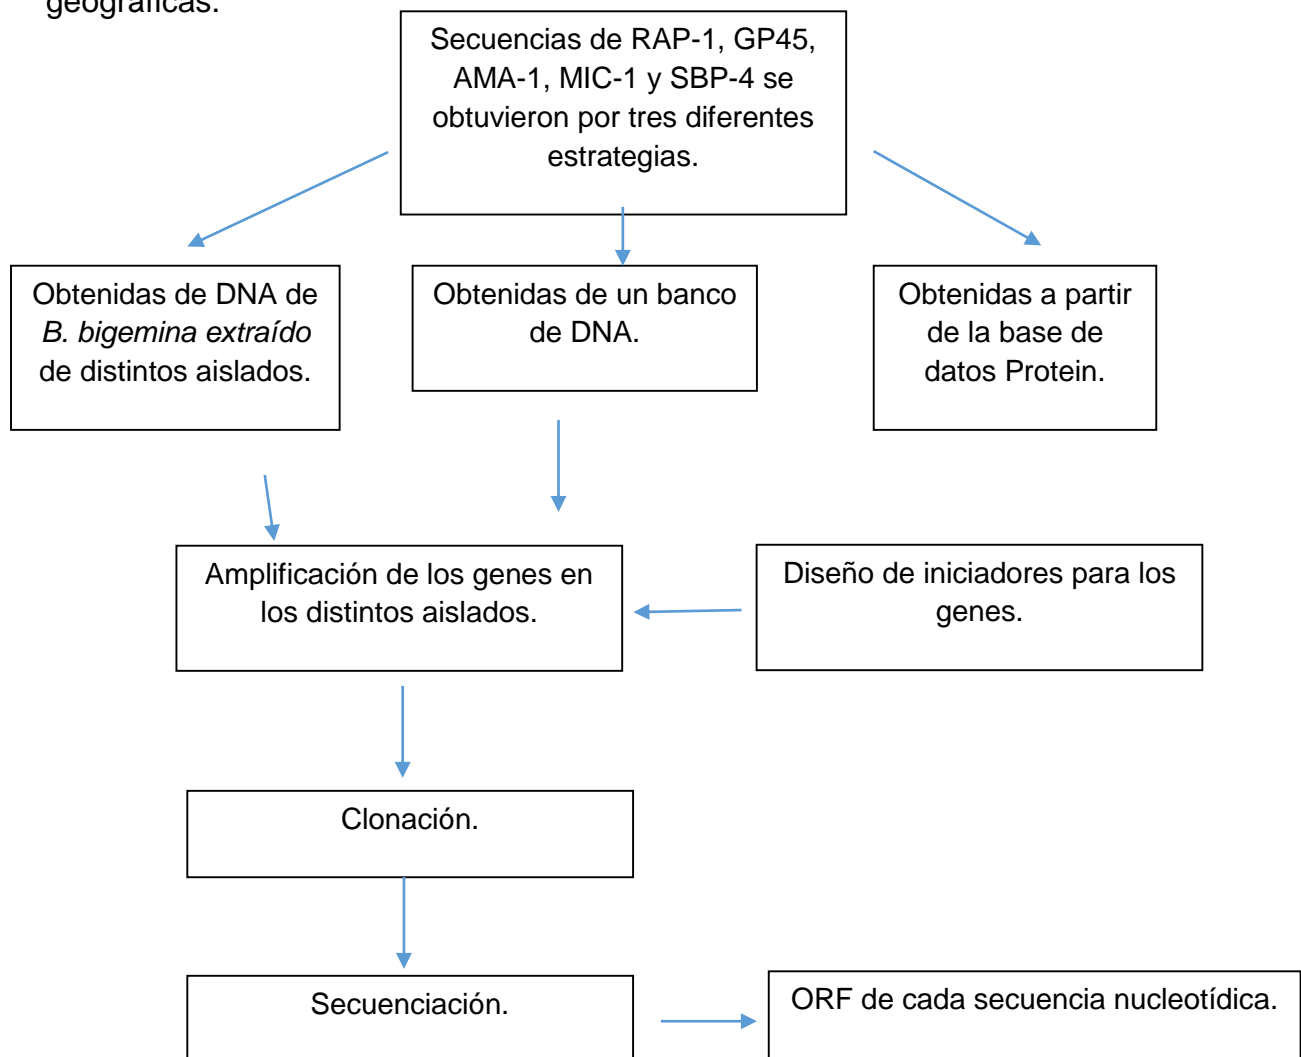 geográficas.
Secuencias de RAP-1, GP45,
AMA-1, MIC-1 y SBP-4 se
obtuvieron por tres diferentes
estrategias.
Obtenidas de DNA de
B. bigemina extraído
de distintos aislados.
Obtenidas de un banco
de DNA.
Obtenidas a partir
de la base de
datos Protein.
Amplificación de los genes en
los distintos aislados.
Diseño de iniciadores para los
genes.
Clonación.
Secuenciación.
ORF de cada secuencia nucleotídica.